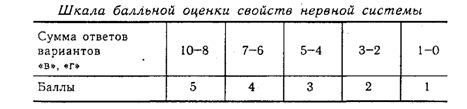 Шкала балльной оценки свойств нервной системы
Сумма ответов вариантов «в», «г» 10–8 7–6 5–4 3–2 1–0
Баллы 5 4 3 2 1